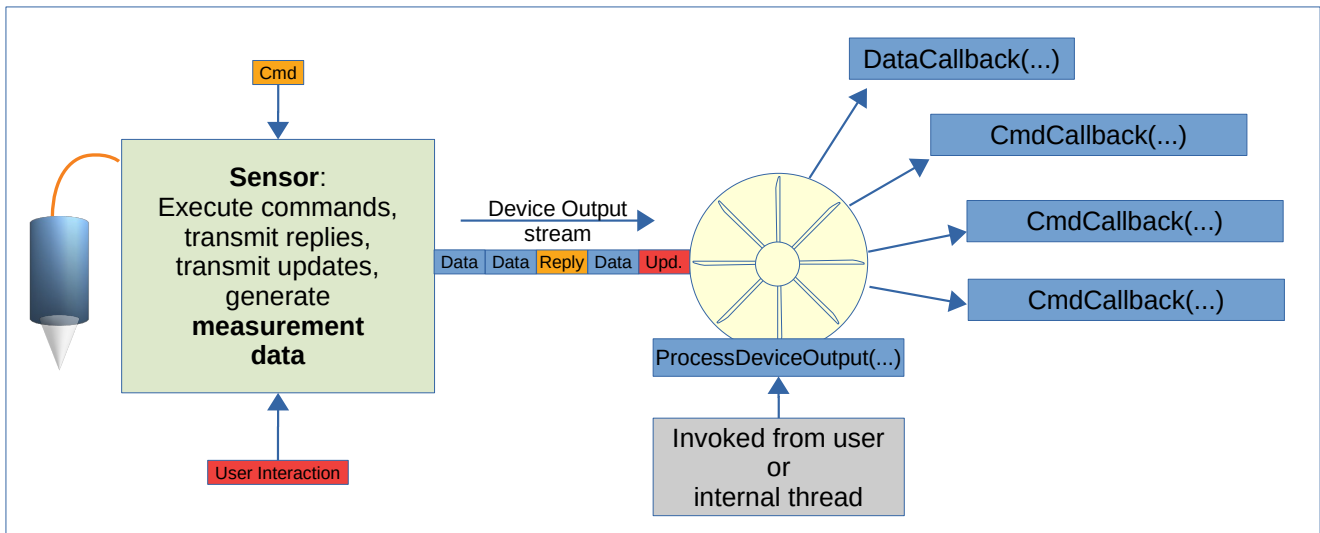 Cmd
Sensor:
Execute commands,
transmit replies,
transmit updates,
generate
measurement
data
User Interaction
Device Output
stream
Data Data Reply Data Upd.
ProcessDeviceOutput(...)
Invoked from user
or
internal thread
DataCallback(...)
CmdCallback(...)
CmdCallback(...)
CmdCallback(...)